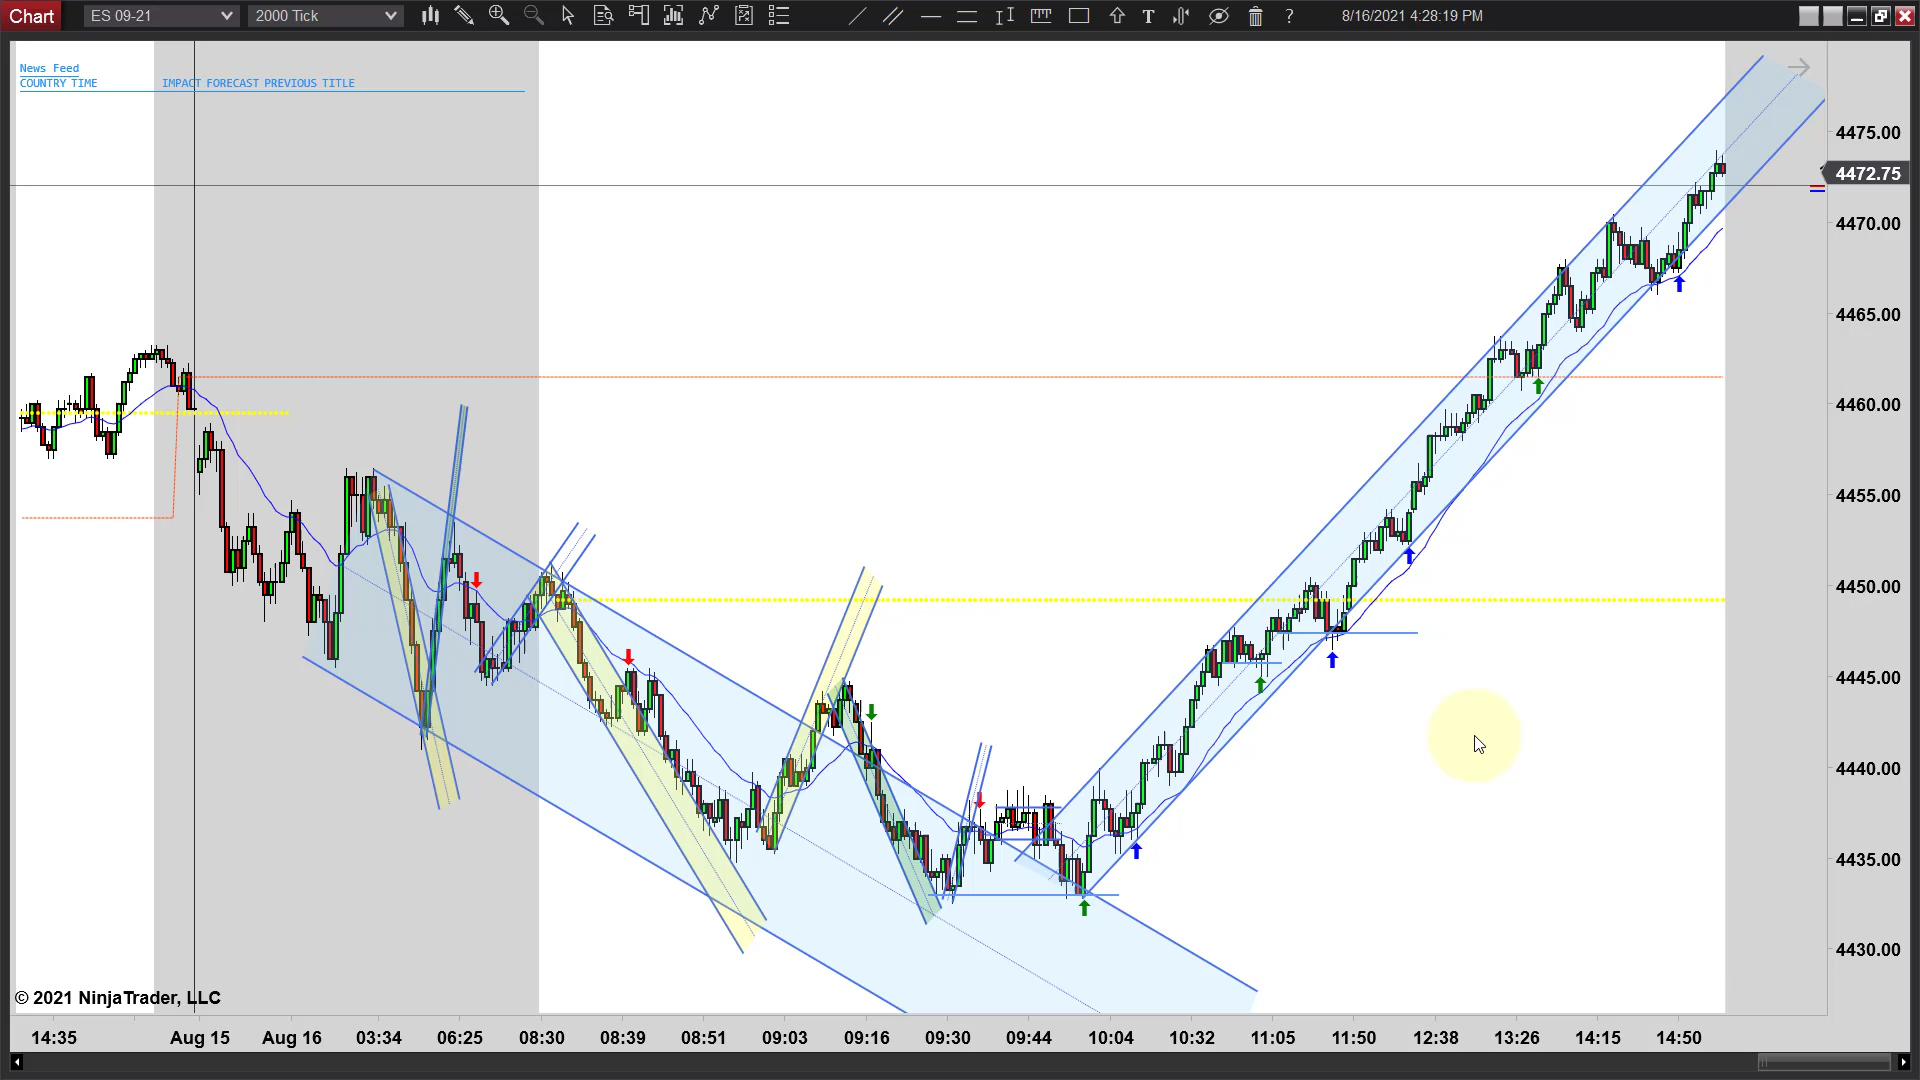 Chart ES 09-21 2000 Tick T ? 8/16/2021 4:28:19 PM
News Feed
COUNTRY TIME IMPACT FORECAST PREVIOUS TITLE
4475.00
4472.75
4470.00
4465.00
4460.00
4455.00
4450.00
4445.00
4440.00
4435.00
4430.00
© 2021 NinjaTrader, LLC
14:35 Aug 15 Aug 16 03:34 06:25 08:30 08:39 08:51 09:03 09:16 09:30 09:44 10:04 10:32 11:05 11:50 12:38 13:26 14:15 14:50